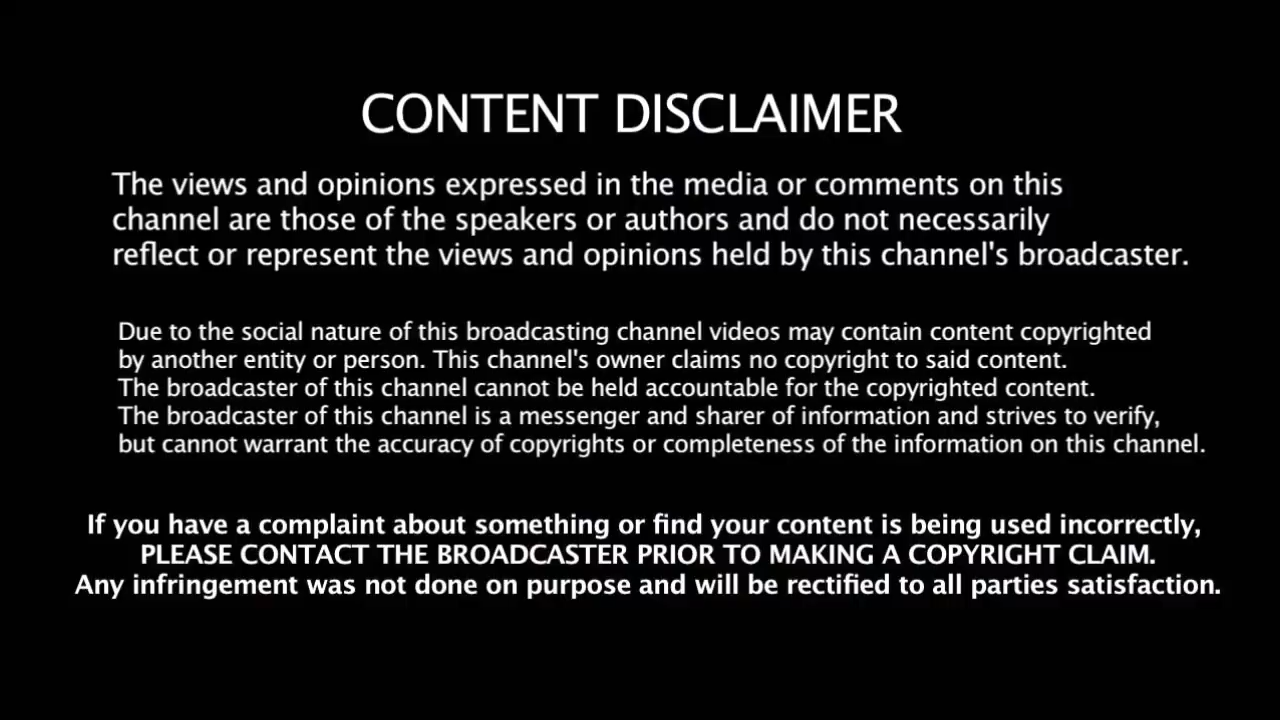 CONTENT DISCLAIMER
The views and opinions expressed in the media or comments on this
channel are those of the speakers or authors and do not necessarily
reflect or represent the views and opinions held by this channel's broadcaster.
Due to the social nature of this broadcasting channel videos may contain content copyrighted
by another entity or person. This channel's owner claims no copyright to said content.
The broadcaster of this channel cannot be held accountable for the copyrighted content.
The broadcaster of this channel is a messenger and sharer of information and strives to verify,
but cannot warrant the accuracy of copyrights or completeness of the information on this channel.
If you have a complaint about something or find your content is being used incorrectly,
PLEASE CONTACT THE BROADCASTER PRIOR TO MAKING A COPYRIGHT CLAIM.
Any infringement was not done on purpose and will be rectified to all parties satisfaction.